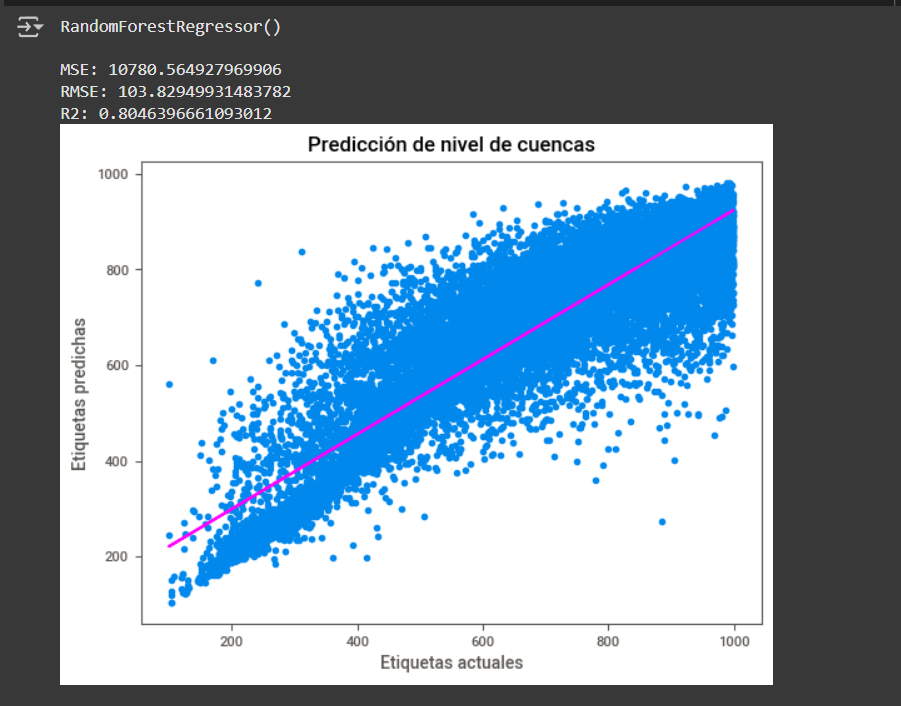 RandomForestRegressor()
MSE: 10780.564927969906
RMSE: 103.82949931483782
R2: 0.8046396661093012
Predicción de nivel de cuencas
1000
800
600
400
200
Etiquetas predichas
200 400 600 800 1000
Etiquetas actuales